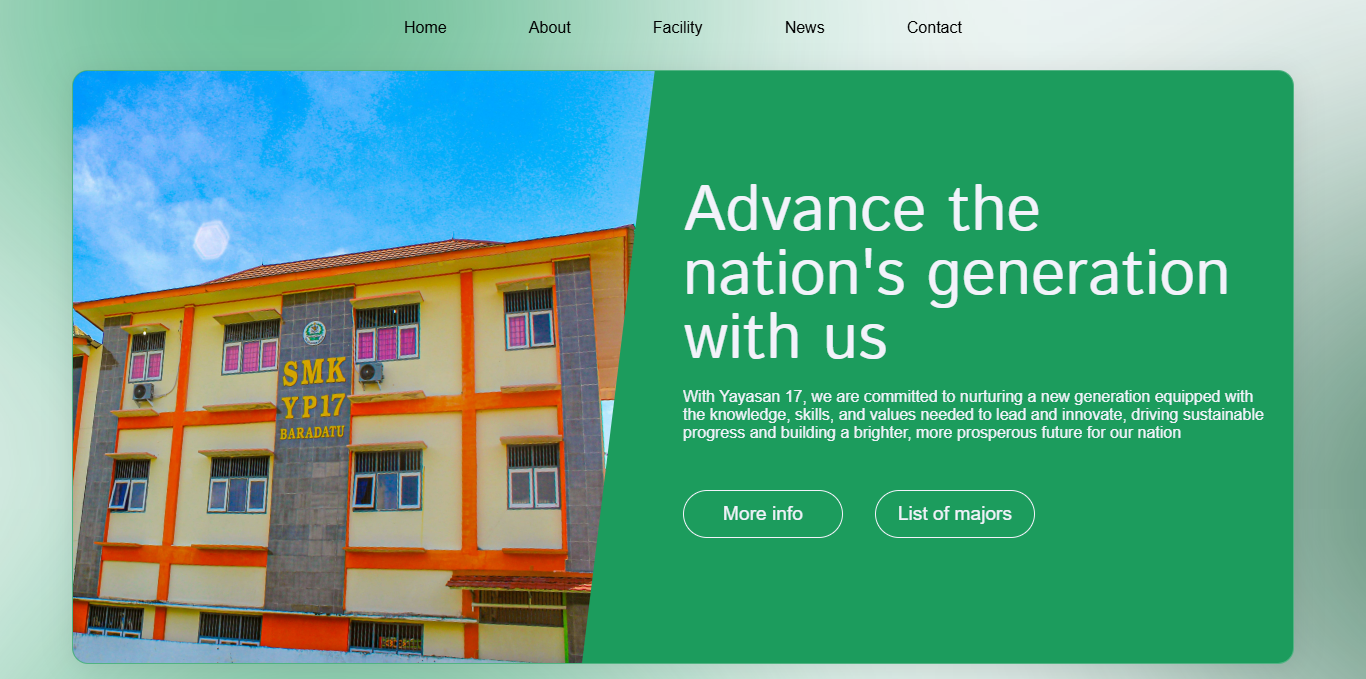 Home About Facility News Contact
Advance the
nation's generation
with us
SMK
YP17
BARADATU
With Yayasan 17, we are committed to nurturing a new generation equipped with
the knowledge, skills, and values needed to lead and innovate, driving sustainable
progress and building a brighter, more prosperous future for our nation
More info List of majors